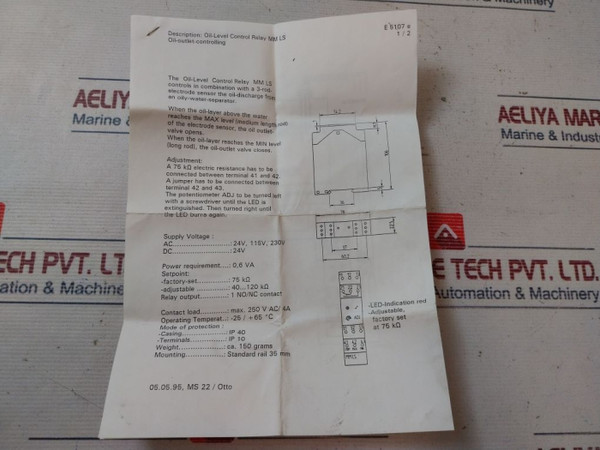 Description: Oil-Level Control Relay MM LS
Oil-outlet-controlling
E 5107 e
1 / 2
The Oil-Level Control Relay MM LS
controls in combination with a 3-rod
electrode sensor the oil-discharge from
an oily-water-separator.
When the oil-layer above the water
reaches the MAX level (medium length rod)
of the electrode sensor, the oil outlet
valve opens.
When the oil-layer reaches the MIN level
(long rod), the oil-outlet valve closes.
Adjustment:
A 75 kΩ electric resistance has to be
connected between terminal 41 and 42.
A jumper has to be connected between
terminal 42 and 43.
The potentiometer ADJ to be turned left
with a screwdriver until the LED is
extinguished. Then turned right until
the LED burns again.
Supply Voltage :
AC ..................: 24V, 115V, 230V
DC ..................: 24V
Power requirement....: 0,6 VA
Setpoint:
-factory-set.........: 75 kΩ
-adjustable .........: 40...120 kΩ
Relay output.........: 1 NO/NC contact
Contact load.........: max. 250 V AC/ 4A
Operating Temperat...: -25 / +65 °C
Mode of protection :
-Casing..............: IP 40
-Terminals...........: IP 10
Weight...............: ca. 150 grams
Mounting.............: Standard rail 35 mm
05.05.95, MS 22 / Otto
-LED-Indication red
-Adjustable,
factory set
at 75 kΩ
AELIYA MARINE
Marine &
AELIYA MAR
Marine & Indus
CE TECH PVT. LTD.
Automation & Machinery
E TECH PVT. LTD.
Automation & Machinery
& Machinery